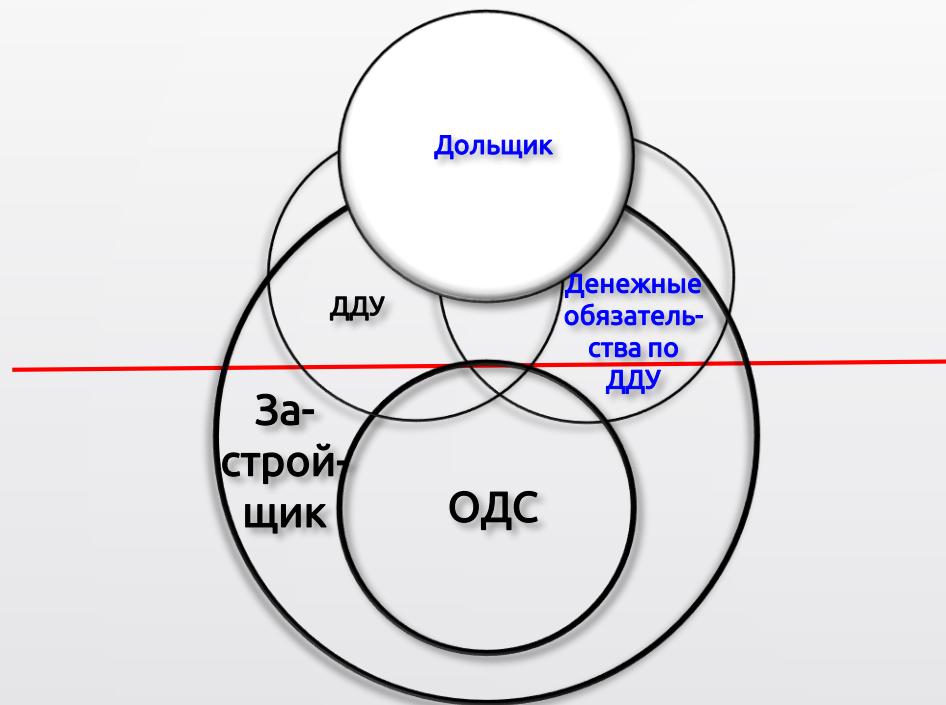 Дольщик
ДДУ
Денежные
обязатель-
ства по
ДДУ
За-
строй-
щик
ОДС